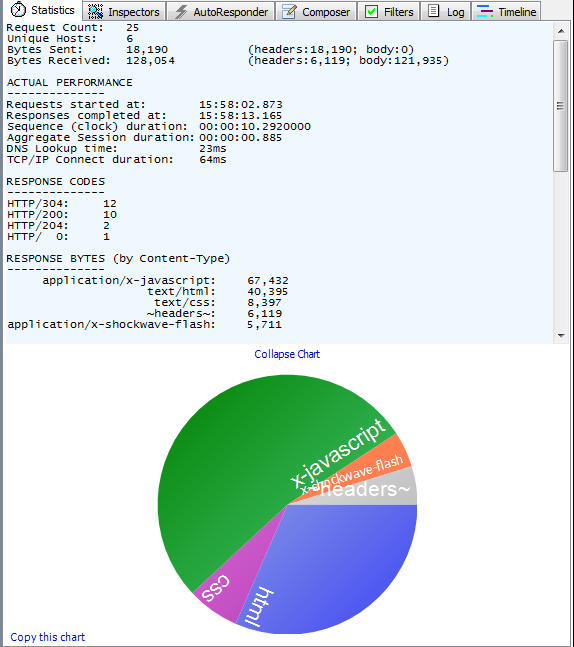 Statistics Inspectors AutoResponder Composer Filters Log Timeline
Request Count: 25
Unique Hosts: 6
Bytes Sent: 18,190 (headers:18,190; body:0)
Bytes Received: 128,054 (headers:6,119; body:121,935)
ACTUAL PERFORMANCE
--------------
Requests started at: 15:58:02.873
Responses completed at: 15:58:13.165
Sequence (clock) duration: 00:00:10.2920000
Aggregate Session duration: 00:00:00.885
DNS Lookup time: 23ms
TCP/IP Connect duration: 64ms
RESPONSE CODES
--------------
HTTP/304: 12
HTTP/200: 10
HTTP/204: 2
HTTP/ 0: 1
RESPONSE BYTES (by Content-Type)
--------------
application/x-javascript: 67,432
text/html: 40,395
text/css: 8,397
~headers~: 6,119
application/x-shockwave-flash: 5,711
Collapse Chart
x-javascript
x-shockwave-flash
~headers~
css
html
Copy this chart